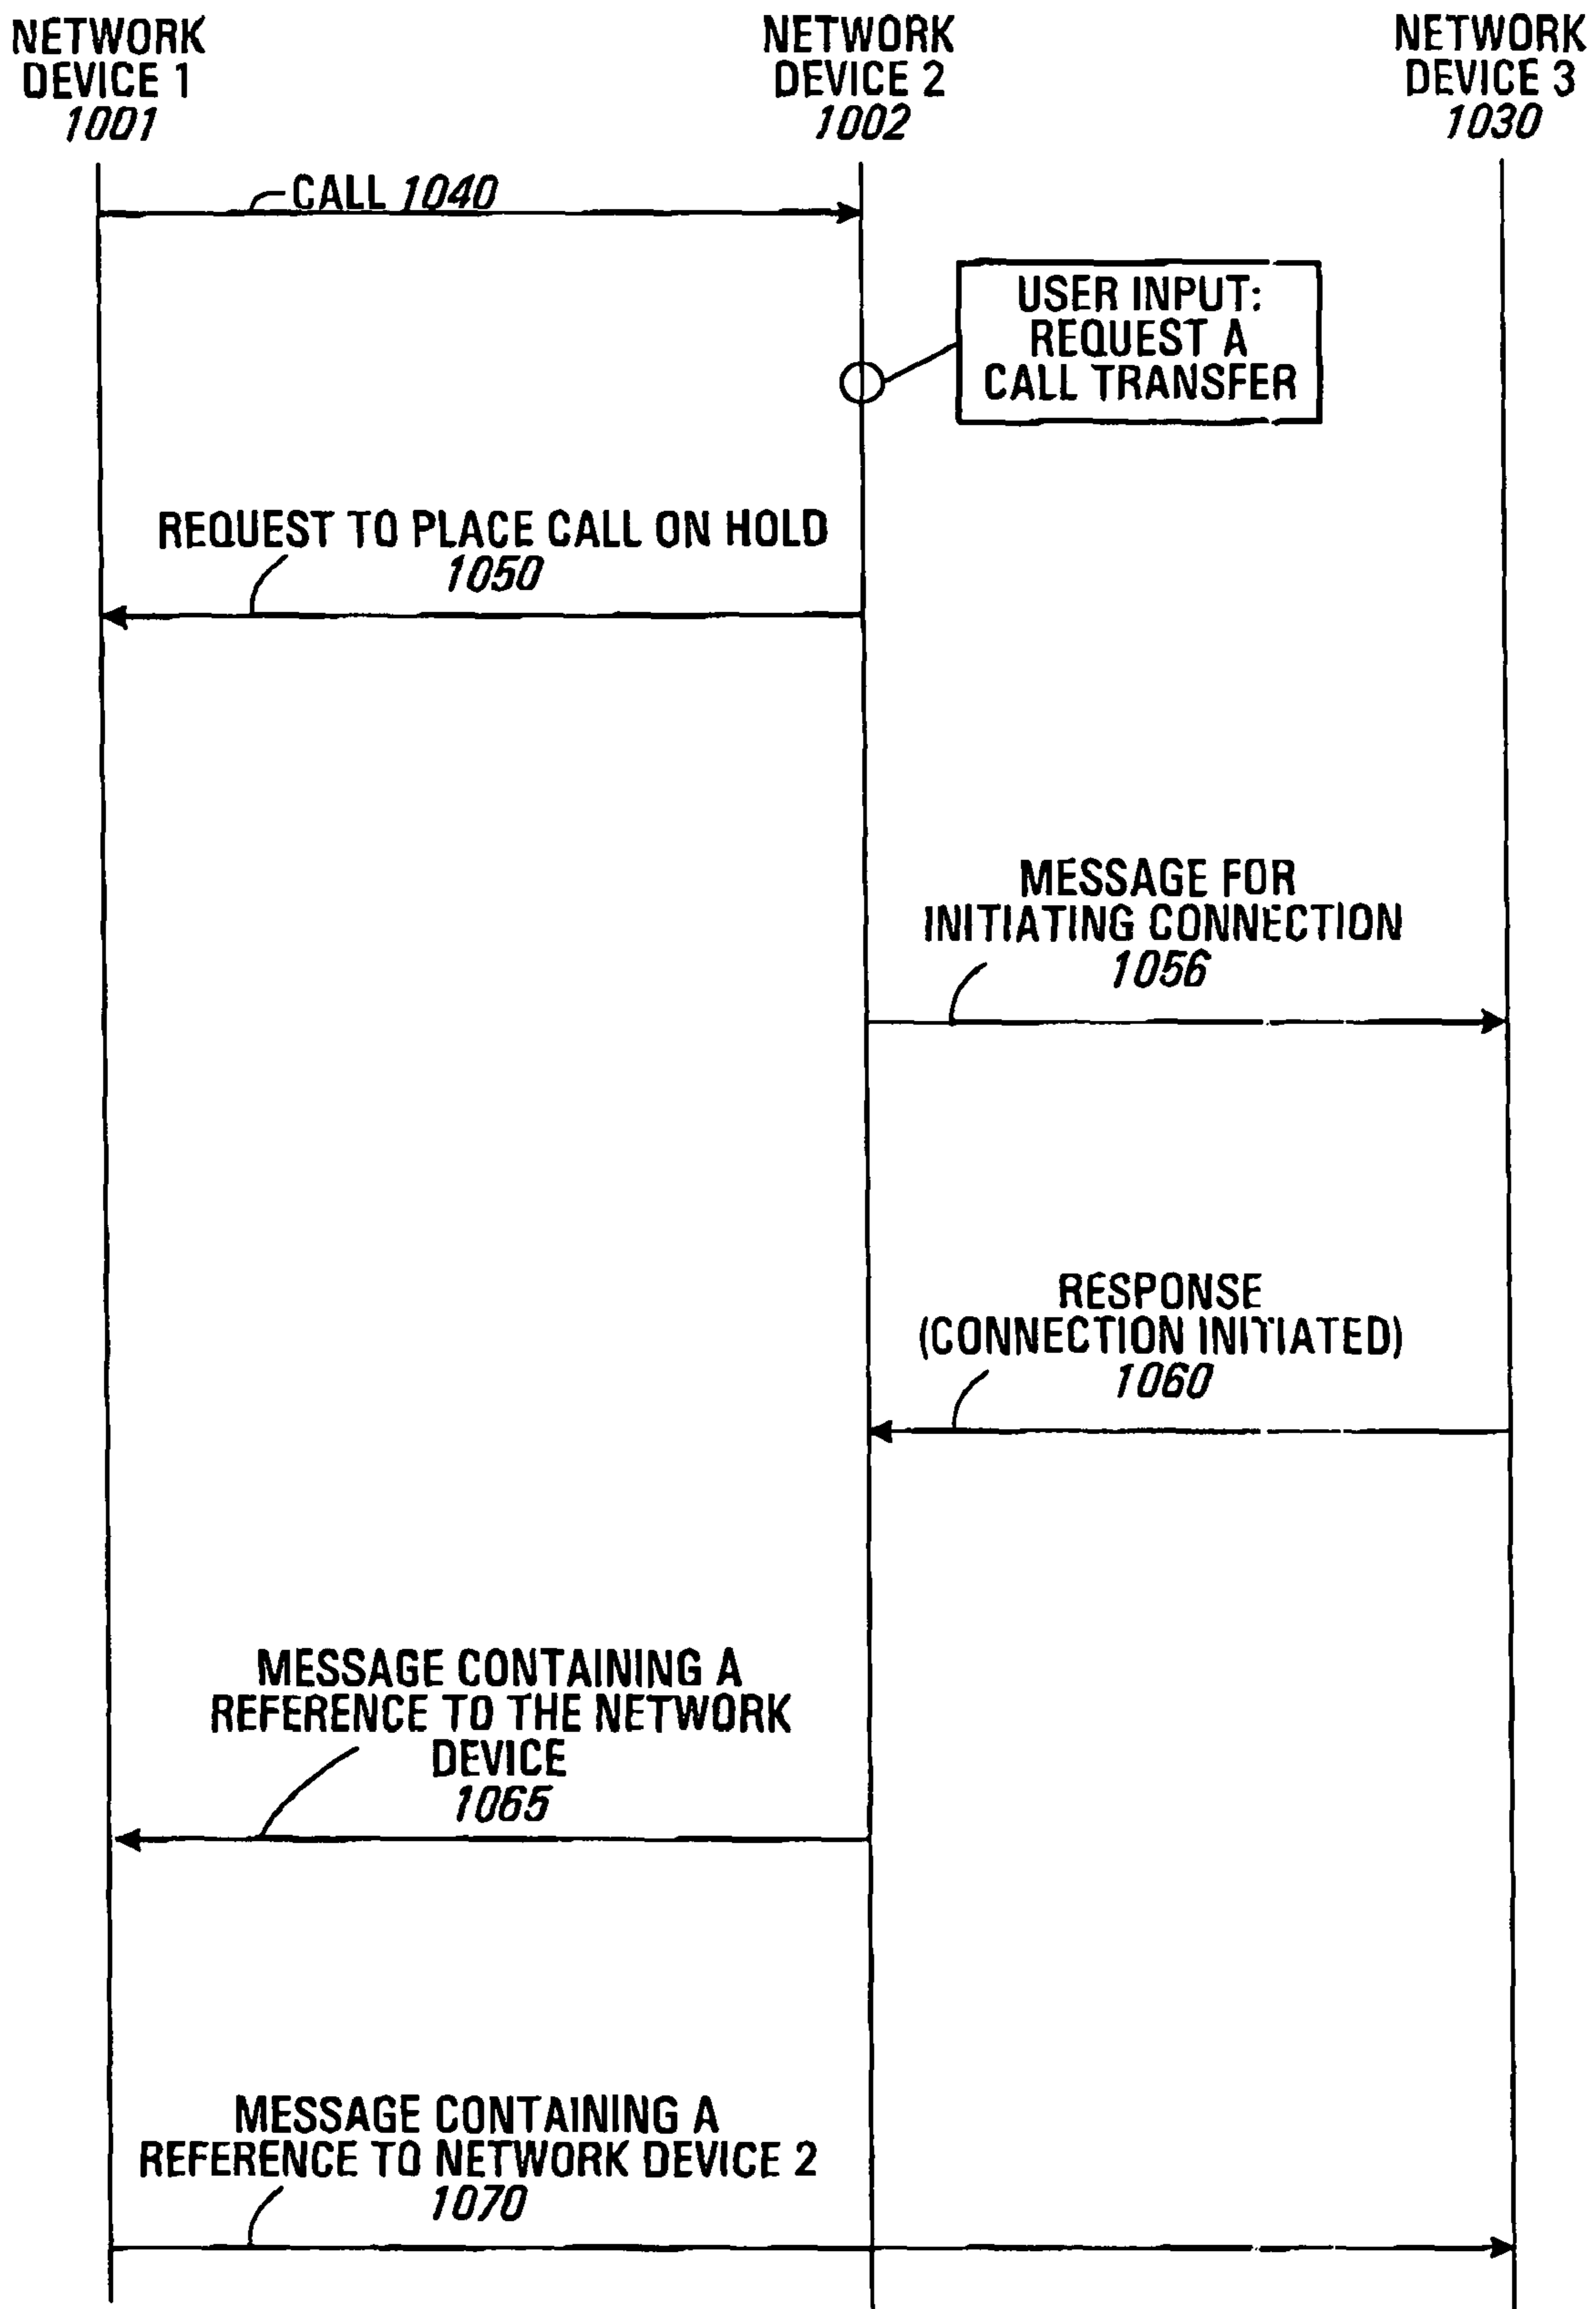 NETWORK
DEVICE 1
1001
NETWORK
DEVICE 2
1002
NETWORK
DEVICE 3
1030
CALL 1040
USER INPUT:
REQUEST A
CALL TRANSFER
REQUEST TO PLACE CALL ON HOLD
1050
MESSAGE FOR
INITIATING CONNECTION
1056
RESPONSE
(CONNECTION INITIATED)
1060
MESSAGE CONTAINING A
REFERENCE TO THE NETWORK
DEVICE
1065
MESSAGE CONTAINING A
REFERENCE TO NETWORK DEVICE 2
1070